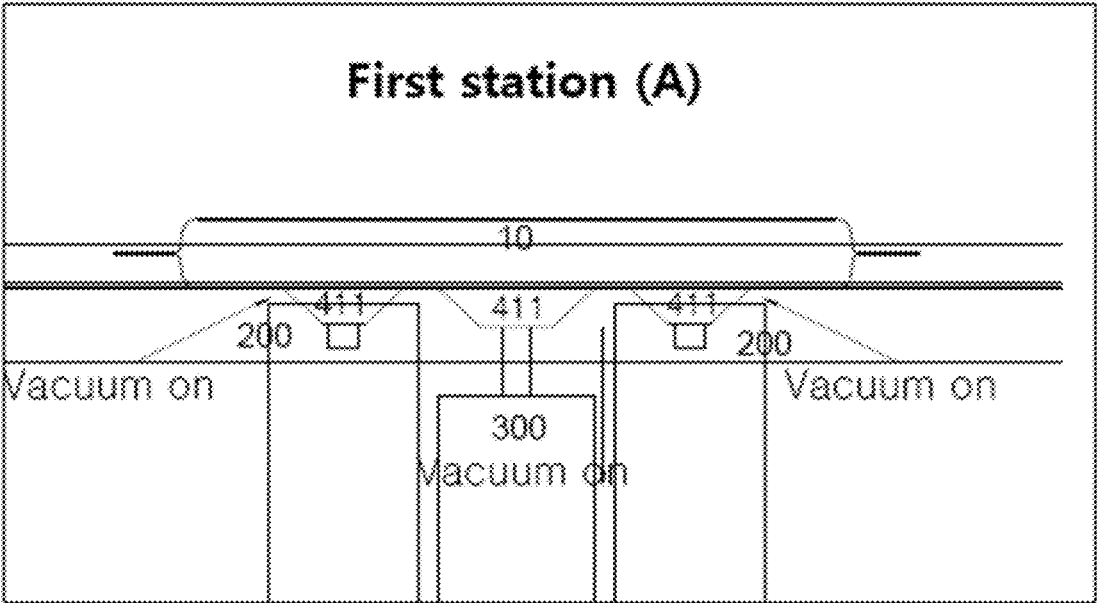 First station (A)
10
411 411 411
200 200
Vacuum on Vacuum on
300
Vacuum on